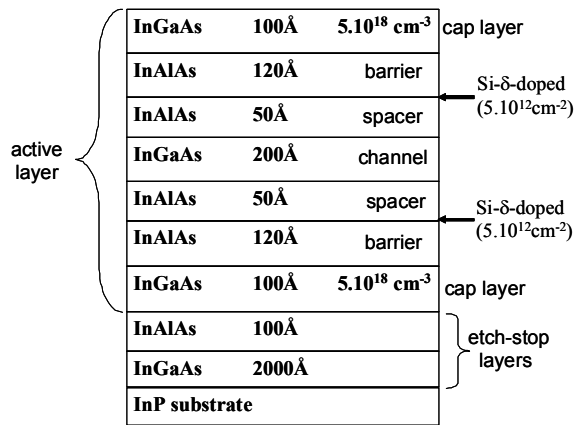 InGaAs 100Å 5.10¹⁸ cm⁻³ cap layer
InAlAs 120Å barrier
Si-δ-doped
(5.10¹²cm⁻²)
InAlAs 50Å spacer
active
layer
InGaAs 200Å channel
InAlAs 50Å spacer
Si-δ-doped
(5.10¹²cm⁻²)
InAlAs 120Å barrier
InGaAs 100Å 5.10¹⁸ cm⁻³ cap layer
InAlAs 100Å
etch-stop
layers
InGaAs 2000Å
InP substrate